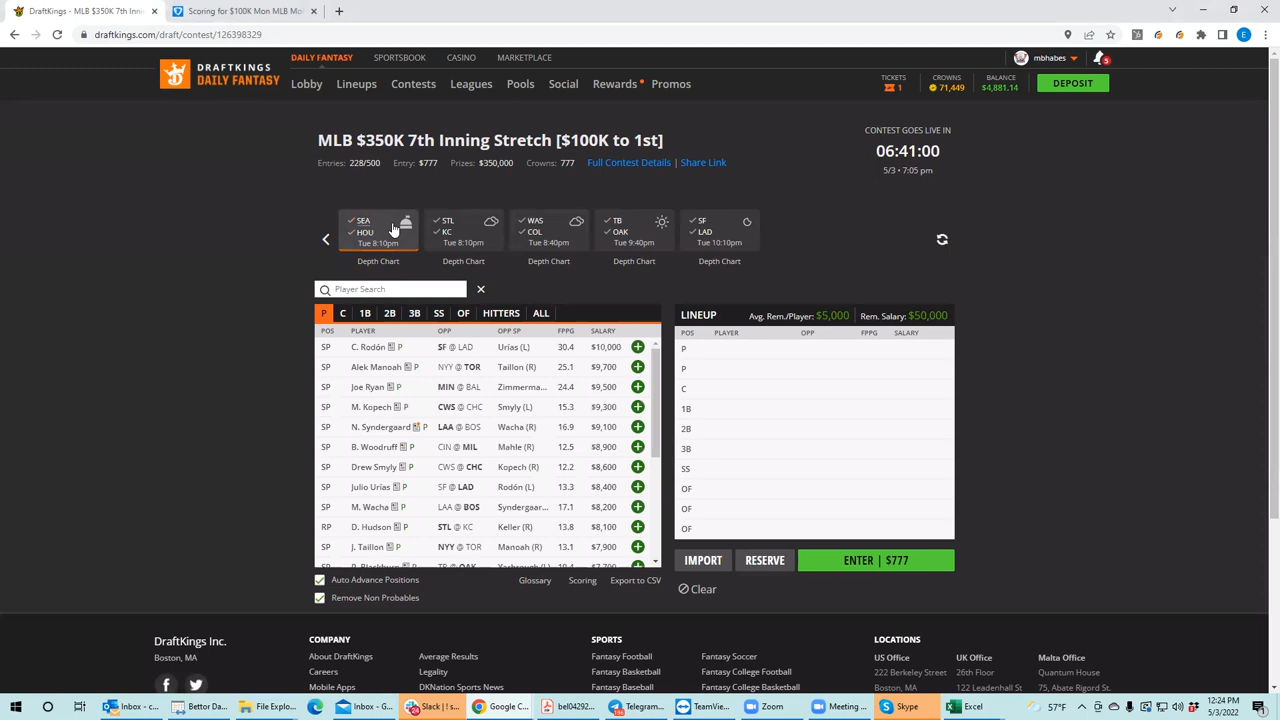 DraftKings - MLB $350K 7th Innin
Scoring for $100K Mon MLB Mo
draftkings.com/draft/contest/126398329
DAILY FANTASY SPORTSBOOK CASINO MARKETPLACE mbhabes 5
DRAFTKINGS
DAILY FANTASY
Lobby Lineups Contests Leagues Pools Social Rewards Promos
TICKETS 1 CROWNS 71,449 BALANCE $4,881.14 DEPOSIT
MLB $350K 7th Inning Stretch [$100K to 1st]
Entries: 228/500 Entry: $777 Prizes: $350,000 Crowns: 777 Full Contest Details | Share Link
CONTEST GOES LIVE IN
06:41:00
5/3 • 7:05 pm
SEA STL WAS TB SF
HOU KC COL OAK LAD
Tue 8:10pm Tue 8:10pm Tue 8:40pm Tue 9:40pm Tue 10:10pm
Depth Chart Depth Chart Depth Chart Depth Chart Depth Chart
Player Search
P C 1B 2B 3B SS OF HITTERS ALL
POS PLAYER OPP OPP SP FPPG SALARY
SP C. Rodón P SF @ LAD Urías (L) 30.4 $10,000
SP Alek Manoah P NYY @ TOR Taillon (R) 25.1 $9,700
SP Joe Ryan P MIN @ BAL Zimmerma... 24.4 $9,500
SP M. Kopech P CWS @ CHC Smyly (L) 15.3 $9,300
SP N. Syndergaard P LAA @ BOS Wacha (R) 16.9 $9,100
SP B. Woodruff P CIN @ MIL Mahle (R) 13.5 $8,900
SP Drew Smyly P CWS @ CHC Kopech (R) 12.2 $8,600
SP Julio Urías P SF @ LAD Rodón (L) 13.3 $8,400
SP M. Wacha P LAA @ BOS Syndergaar... 17.1 $8,200
RP D. Hudson P STL @ KC Keller (R) 13.8 $8,100
SP J. Taillon P NYY @ TOR Manoah (R) 13.1 $7,900
LINEUP Avg. Rem./Player: $5,000 Rem. Salary: $50,000
POS PLAYER OPP FPPG SALARY
P
P
C
1B
2B
3B
SS
OF
OF
OF
IMPORT RESERVE ENTER | $777
Clear
Auto Advance Positions Glossary Scoring Export to CSV
Remove Non Probables
DraftKings Inc.
Boston, MA
COMPANY
About DraftKings Average Results
Careers Legality
Mobile Apps DKNation Sports News
SPORTS
Fantasy Football Fantasy Soccer
Fantasy Basketball Fantasy College Football
Fantasy Baseball Fantasy College Basketball
LOCATIONS
US Office UK Office Malta Office
225 Berkeley Street 26th Floor Quantum House
Boston, MA 122 Leadenhall St 75, Abate Rigord St.
Inbox - c... Bettor Da... File Explo... Inbox - G... Slack | ! s... Google C... bel04292... Telegram... TeamVie... Zoom Meeting ... Skype Excel 57°F 12:24 PM
5/3/2022